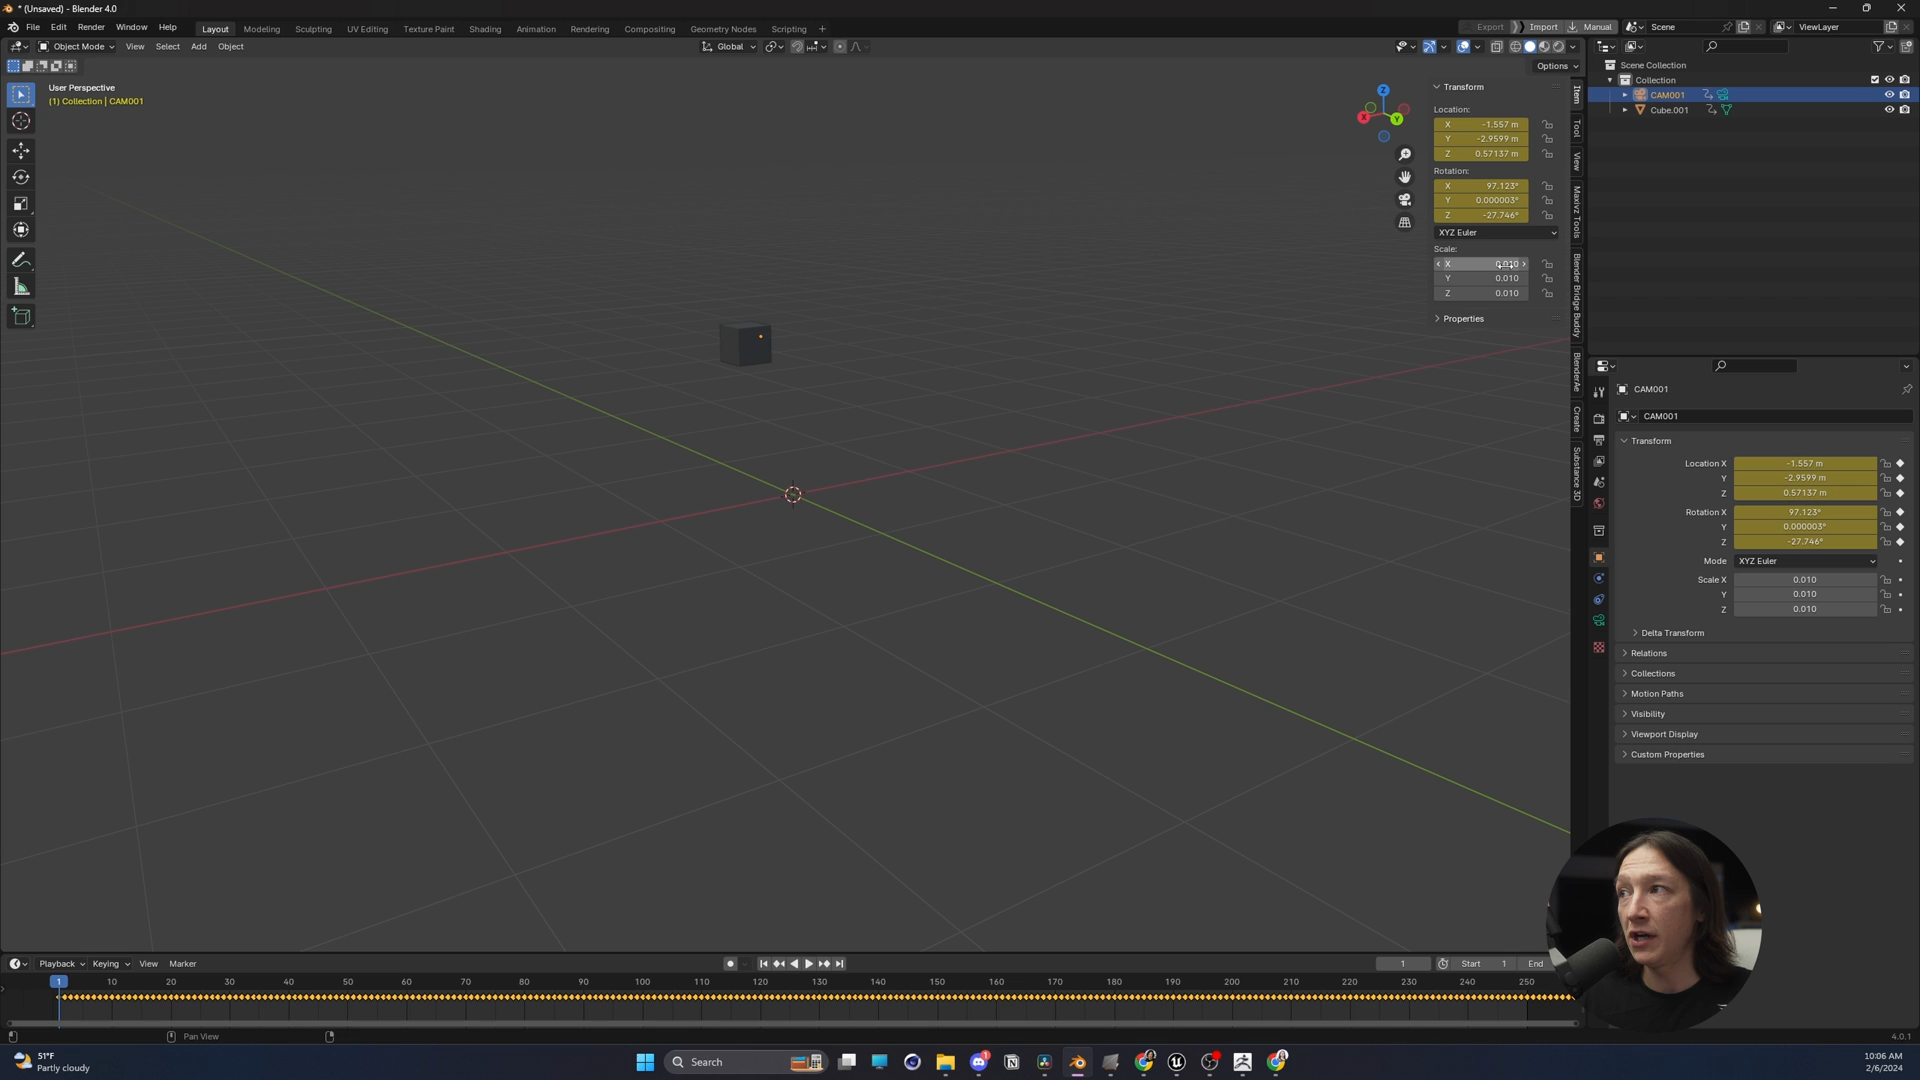 * (Unsaved) - Blender 4.0
File Edit Render Window Help Layout Modeling Sculpting UV Editing Texture Paint Shading Animation Rendering Compositing Geometry Nodes Scripting + Export Import Manual Scene ViewLayer
Object Mode View Select Add Object Global
Options
User Perspective
(1) Collection | CAM001
Z
X
Y
Transform
Location:
X -1.557 m
Y -2.9599 m
Z 0.57137 m
Rotation:
X 97.123°
Y 0.000003°
Z -27.746°
XYZ Euler
Scale:
X 0.010
Y 0.010
Z 0.010
Properties
Item
Tool
View
Maxivz Tools
Blender Bridge Buddy
BlenderAe
Create
Substance 3D
Scene Collection
Collection
CAM001
Cube.001
CAM001
CAM001
Transform
Location X -1.557 m
Y -2.9599 m
Z 0.57137 m
Rotation X 97.123°
Y 0.000003°
Z -27.746°
Mode XYZ Euler
Scale X 0.010
Y 0.010
Z 0.010
Delta Transform
Relations
Collections
Motion Paths
Visibility
Viewport Display
Custom Properties
Playback Keying View Marker 1 Start 1 End
1 10 20 30 40 50 60 70 80 90 100 110 120 130 140 150 160 170 180 190 200 210 220 230 240 250
Pan View 4.0.1
51°F
Partly cloudy
Search
1
10:06 AM
2/6/2024